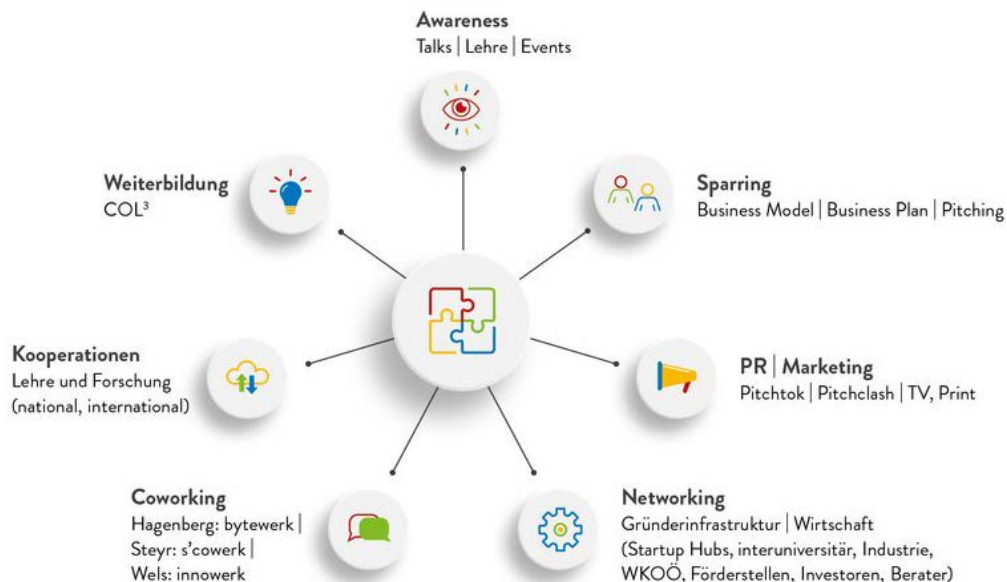 Awareness
Talks | Lehre | Events
Weiterbildung
COL³
Sparring
Business Model | Business Plan | Pitching
Kooperationen
Lehre und Forschung
(national, international)
PR | Marketing
Pitchtok | Pitchclash | TV, Print
Coworking
Hagenberg: bytewerk |
Steyr: s'cowerk |
Wels: innowerk
Networking
Gründerinfrastruktur | Wirtschaft
(Startup Hubs, interuniversitär, Industrie,
WKOÖ, Förderstellen, Investoren, Berater)